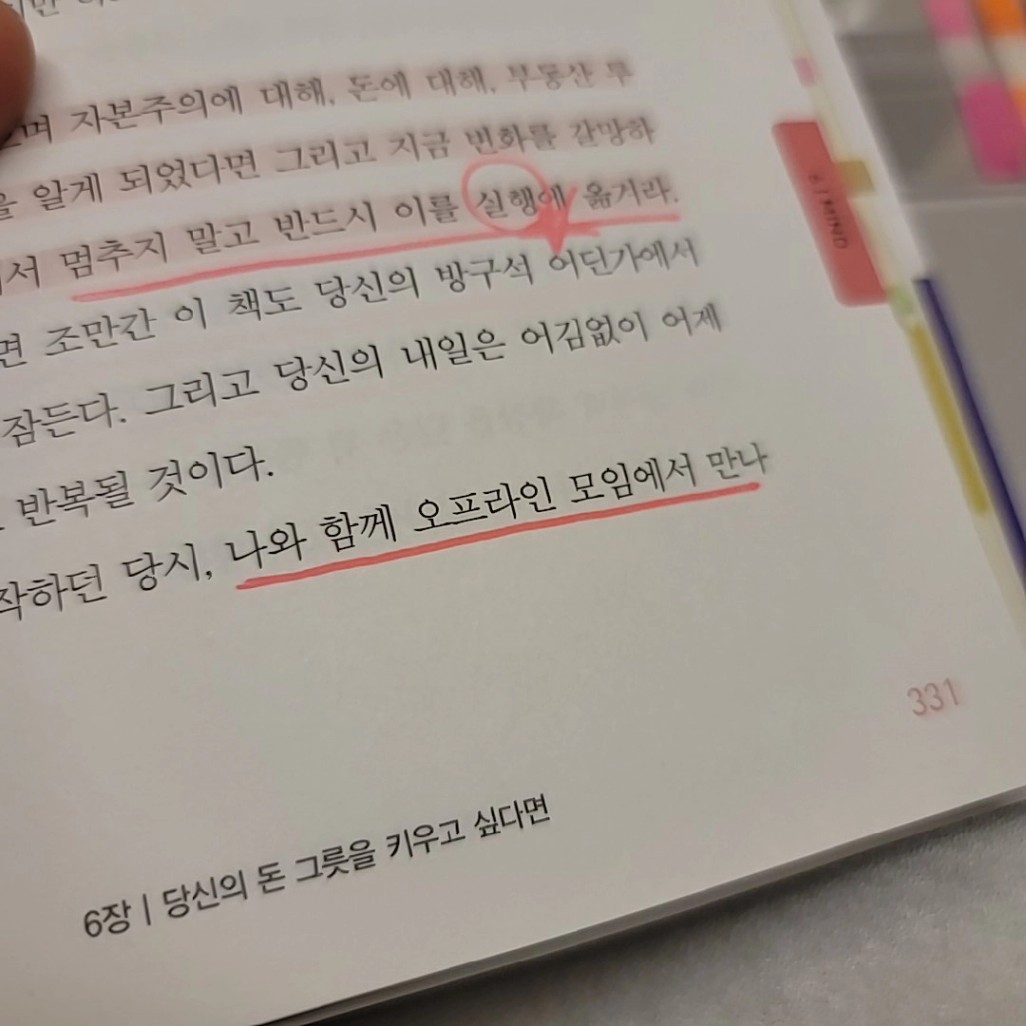 자본주의에 대해, 돈에 대해, 부동산 투
알게 되었다면 그리고 지금 변화를 갈망하
멈추지 말고 반드시 이를 실행에 옮기라.
조만간 이 책도 당신의 방구석 어딘가에서
잠든다. 그리고 당신의 내일은 어김없이 어제
반복될 것이다.
작하던 당시, 나와 함께 오프라인 모임에서 만나
331
6장 | 당신의 돈 그릇을 키우고 싶다면
MIND